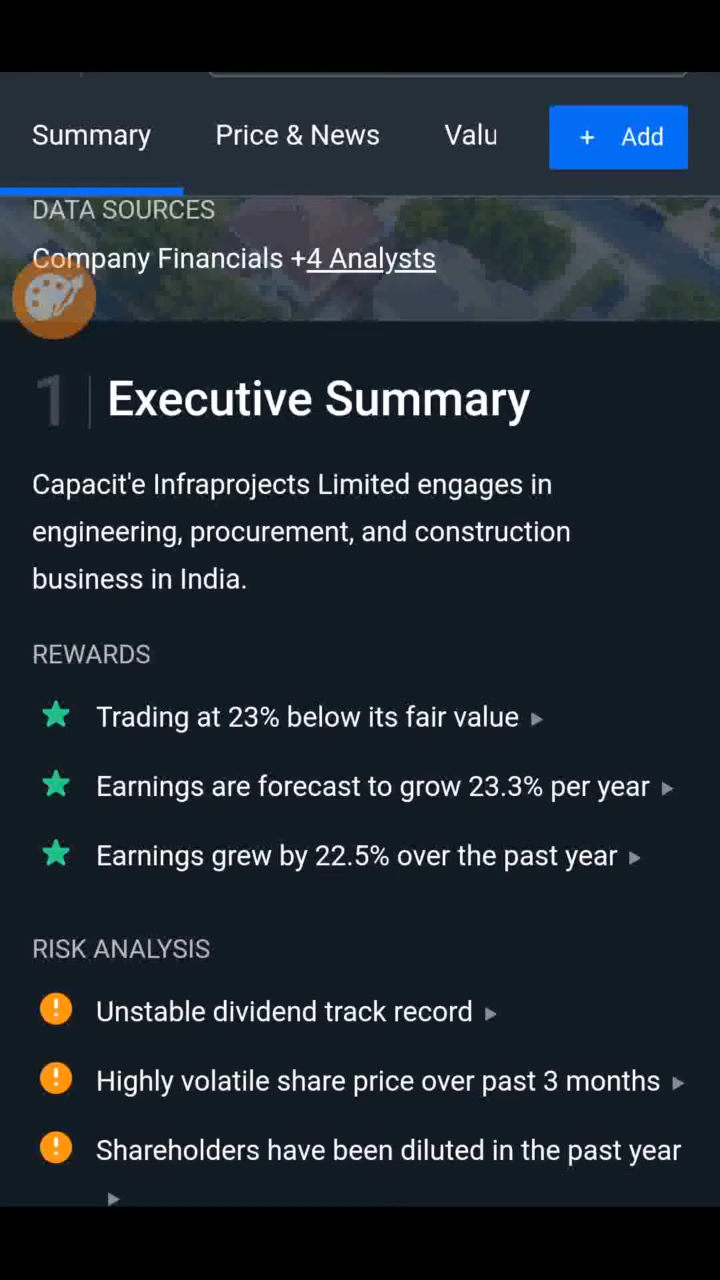 Summary
Price & News
Valu
+ Add
DATA SOURCES
Company Financials +4 Analysts
1 Executive Summary
Capacit'e Infraprojects Limited engages in
engineering, procurement, and construction
business in India.
REWARDS
Trading at 23% below its fair value
Earnings are forecast to grow 23.3% per year
Earnings grew by 22.5% over the past year
RISK ANALYSIS
Unstable dividend track record
Highly volatile share price over past 3 months
Shareholders have been diluted in the past year